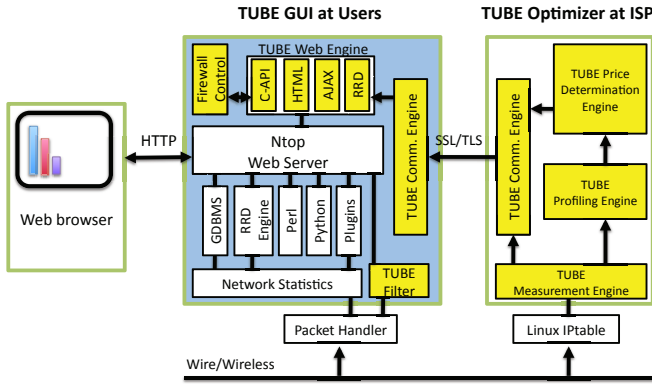 TUBE GUI at Users
TUBE Optimizer at ISP
TUBE Web Engine
Firewall
Control
C-API
HTML
AJAX
RRD
TUBE Comm. Engine
TUBE Comm. Engine
TUBE Price
Determination
Engine
HTTP
Ntop
Web Server
SSL/TLS
Web browser
GDBMS
RRD
Engine
Perl
Python
Plugins
TUBE
Profiling Engine
Network Statistics
TUBE
Filter
TUBE
Measurement Engine
Packet Handler
Linux IPtable
Wire/Wireless